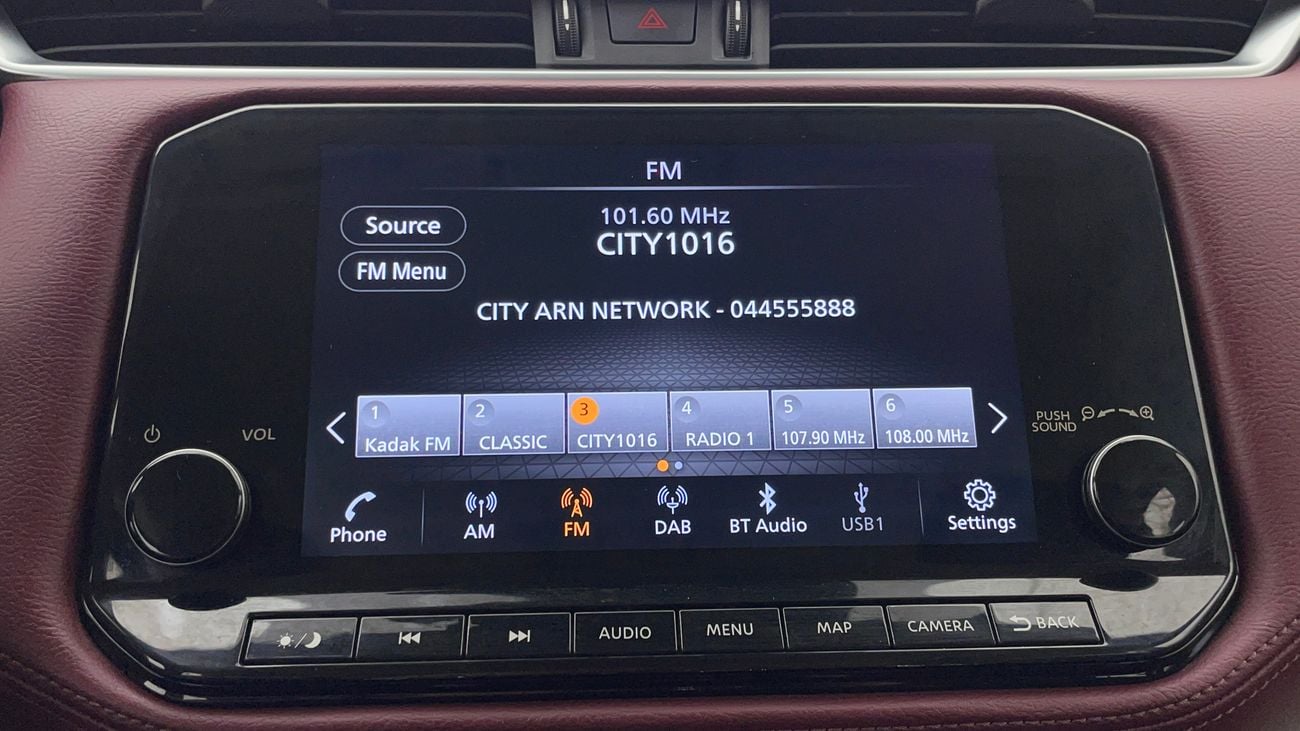 FM
Source
101.60 MHz
CITY1016
FM Menu
CITY ARN NETWORK - 044555888
1 Kadak FM
2 CLASSIC
3 CITY1016
4 RADIO 1
5 107.90 MHz
6 108.00 MHz
VOL
PUSH
SOUND
Phone
AM
FM
DAB
BT Audio
USB1
Settings
AUDIO
MENU
MAP
CAMERA
BACK